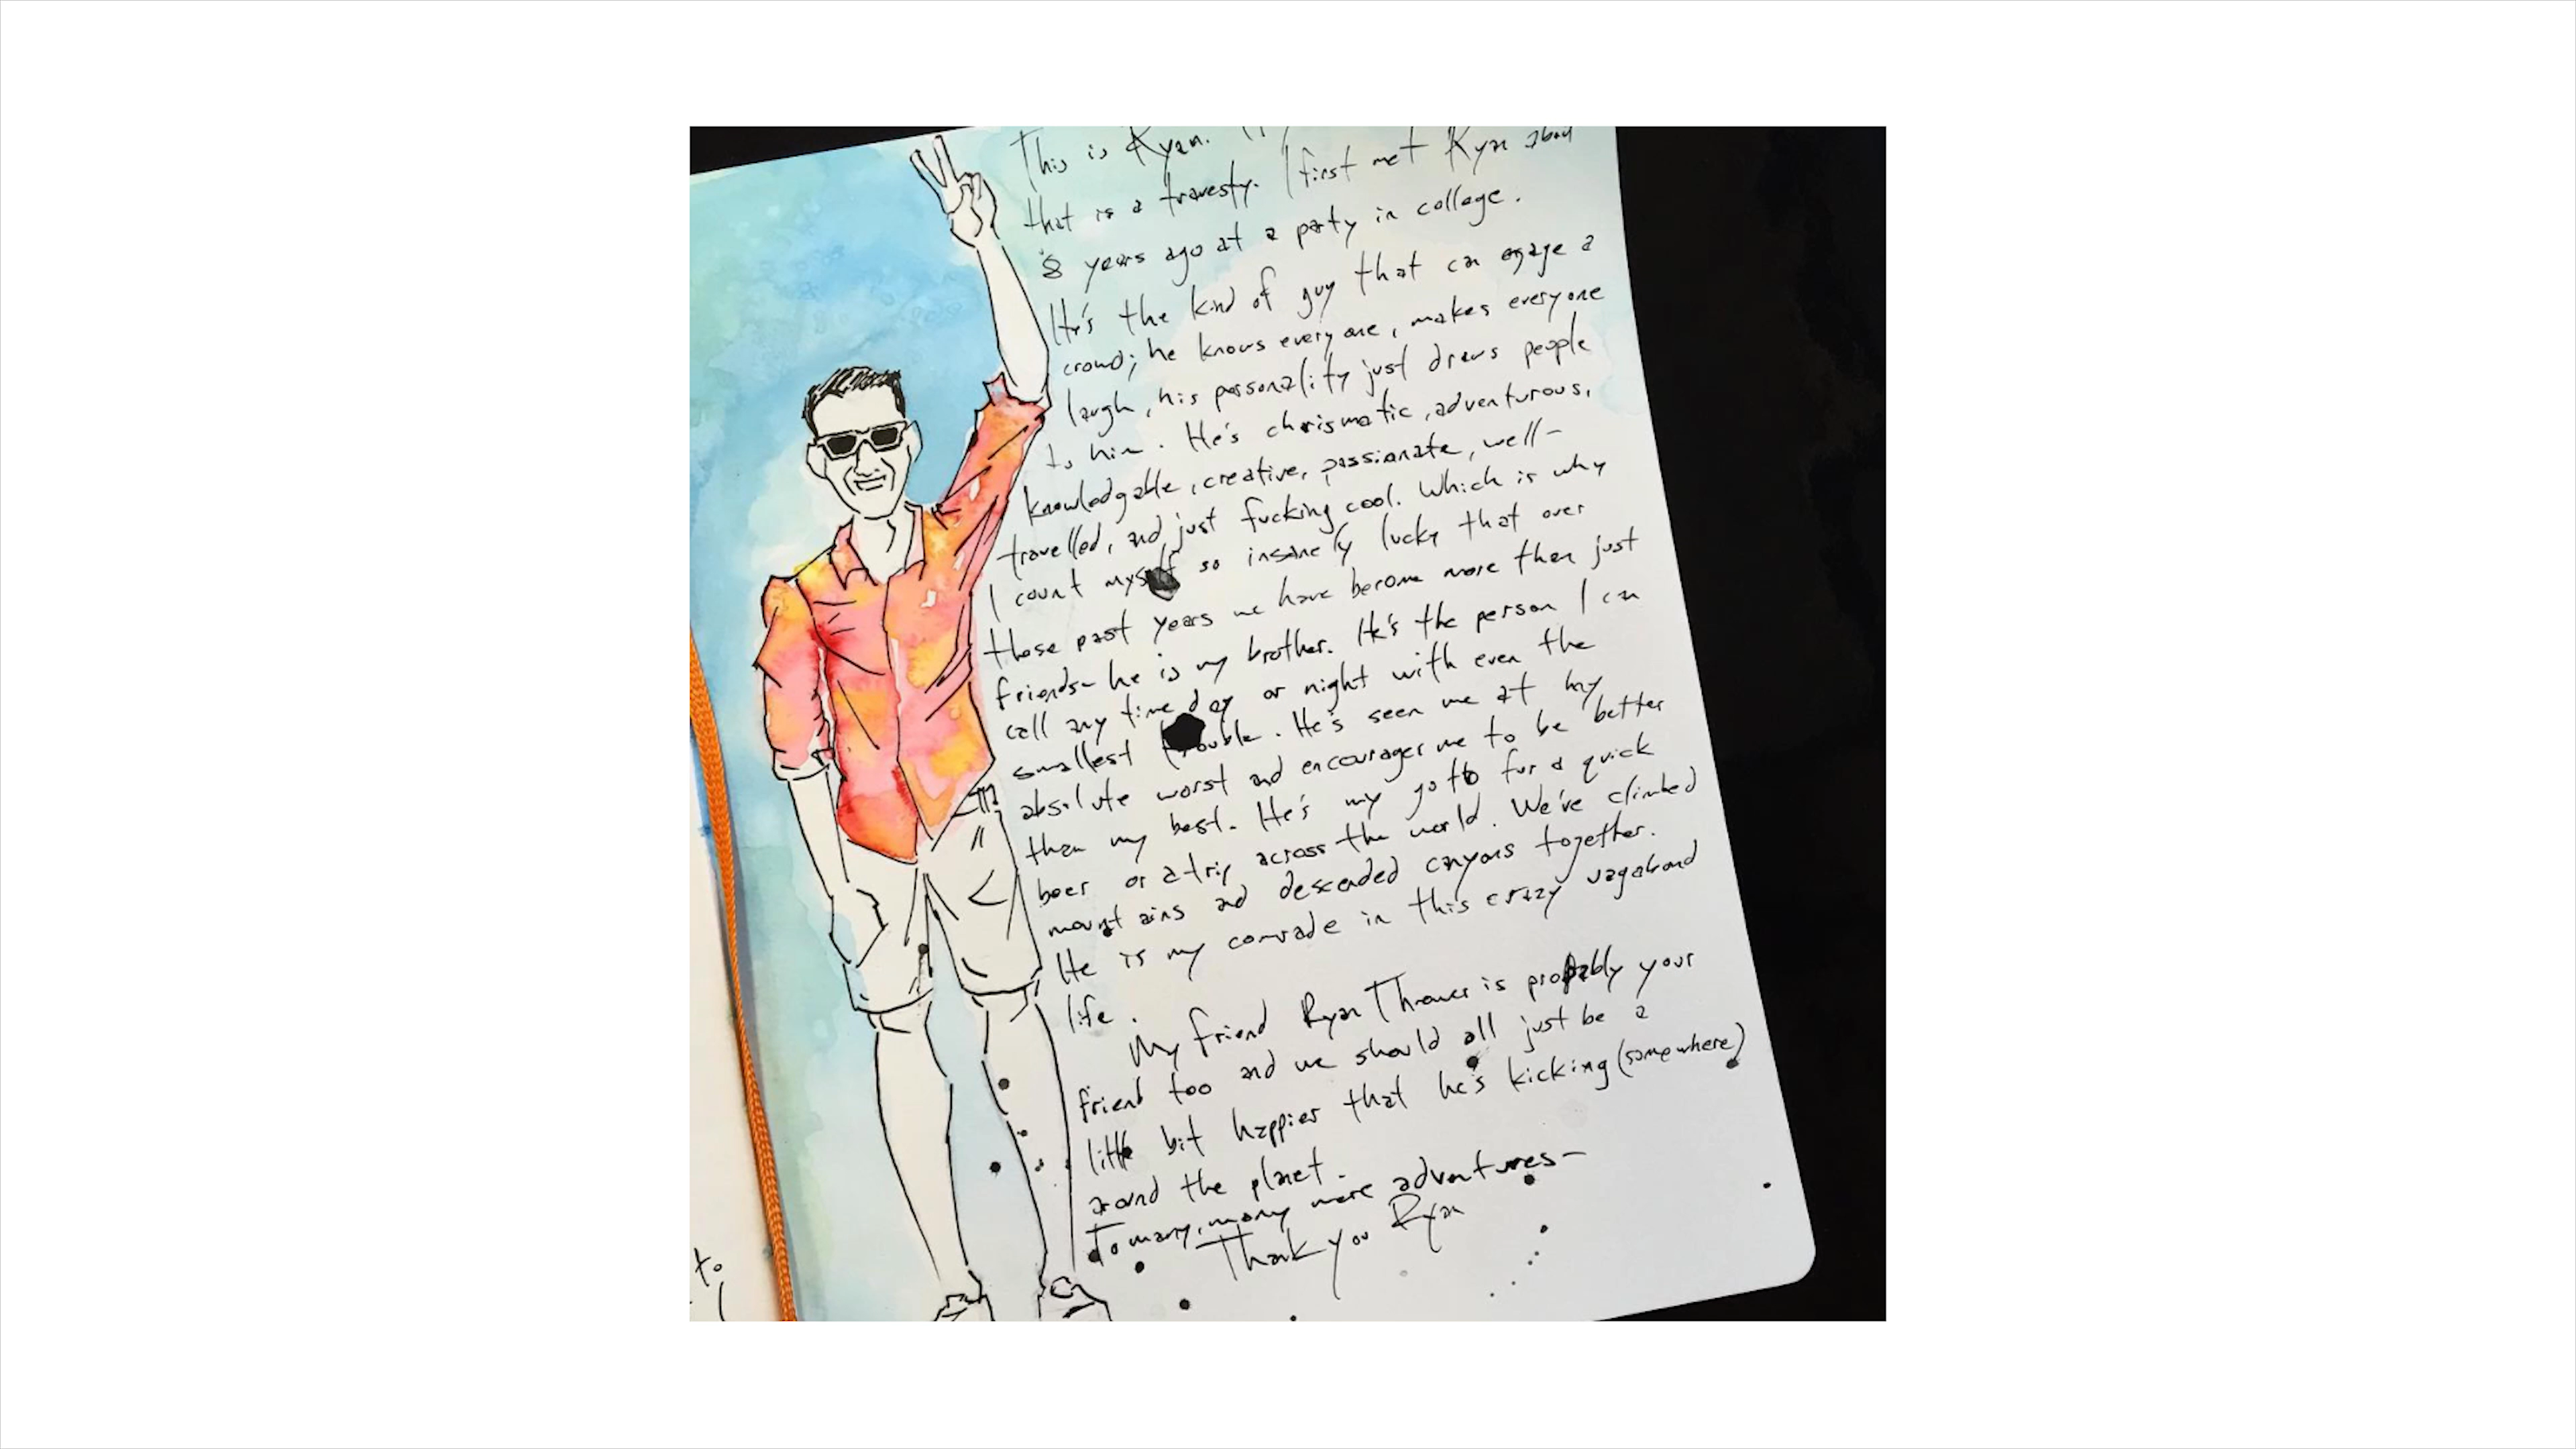 This is Ryan.
that is a travesty. I first met Ryan about
8 years ago at a party in college.
He's the kind of guy that can engage a
crowd; he knows everyone, makes everyone
laugh, his personality just draws people
to him. He's chrismatic, adventurous,
knowledgable, creative, passionate, well-
travelled, and just fucking cool. Which is why
I count myself so insanely lucky that over
these past years we have become more than just
friends- he is my brother. He's the person I can
call any time day or night with even the
smallest trouble. He's seen me at my
absolute worst and encourages me to be better
than my best. He's my go to for a quick
beer or a trip across the world. We've climbed
mountains and descended canyons together.
He is my comrade in this crazy vagabond
life.
My friend Ryan is probably your
friend too and we should all just be a
little bit happier that he's kicking (somewhere)
around the planet.
To many, many more adventures-
Thank you Ryan
to